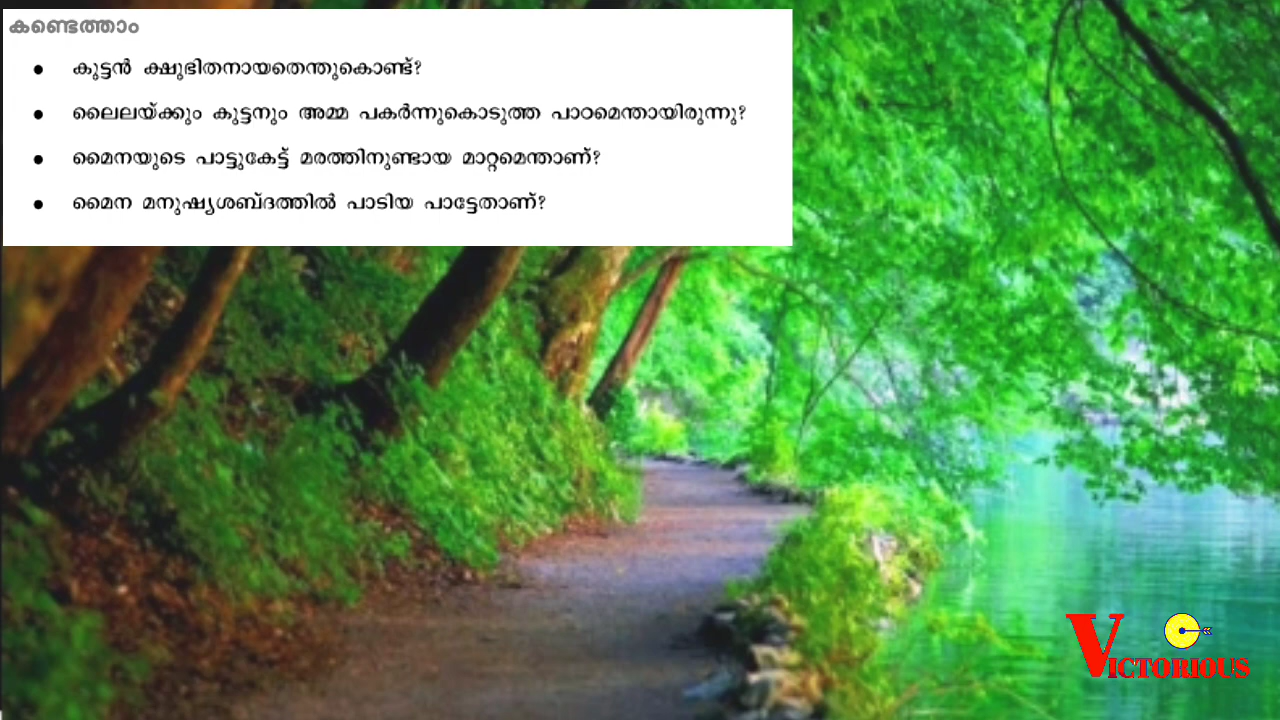 കണ്ടെത്താം
• കുട്ടൻ ക്ഷുഭിതനായതെന്തുകൊണ്ട്?
• ലൈലയ്ക്കും കുട്ടനും അമ്മ പകർന്നുകൊടുത്ത പാഠമെന്തായിരുന്നു?
• മൈനയുടെ പാട്ടുകേട്ട് മരത്തിനുണ്ടായ മാറ്റമെന്താണ്?
• മൈന മനുഷ്യശബ്ദത്തിൽ പാടിയ പാട്ടേതാണ്?
VICTORIOUS